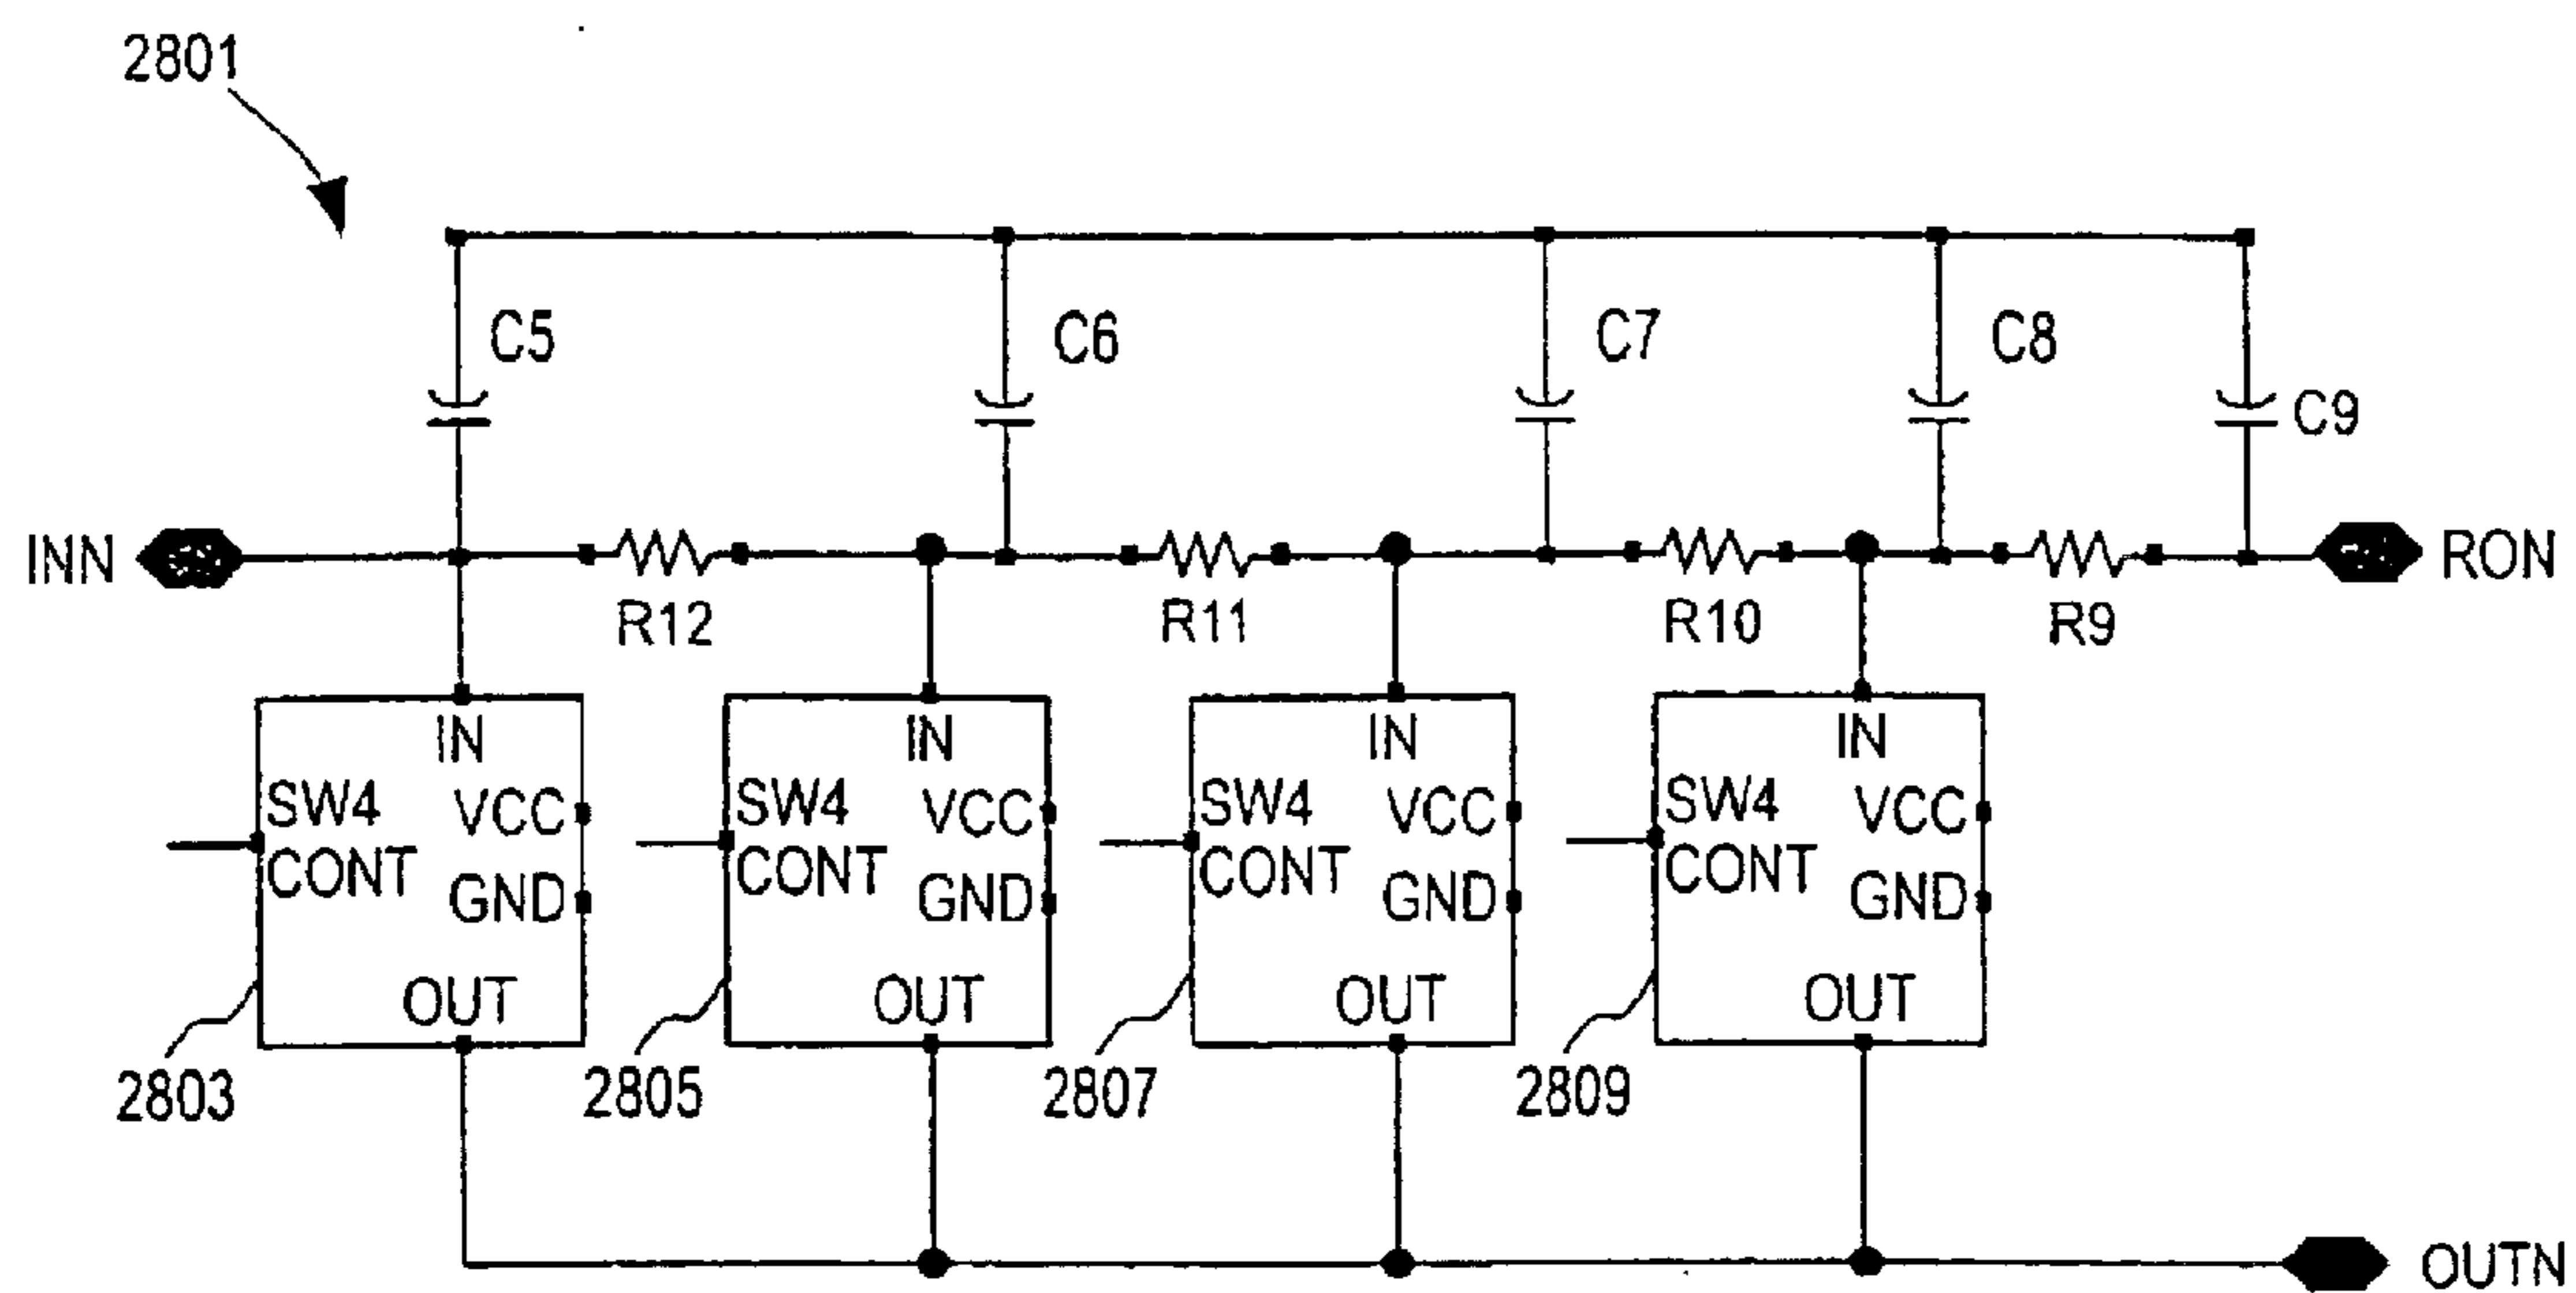 2801
C5
C6
C7
C8
C9
INN
RON
R12
R11
R10
R9
IN
SW4
VCC
CONT
GND
OUT
IN
SW4
VCC
CONT
GND
OUT
IN
SW4
VCC
CONT
GND
OUT
IN
SW4
VCC
CONT
GND
OUT
2803
2805
2807
2809
OUTN